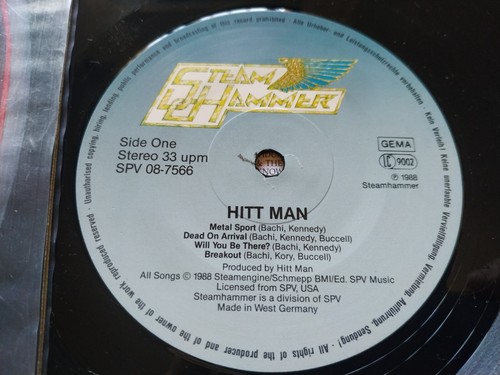 STEAM
HAMMER
Side One
Stereo 33 upm
SPV 08-7566
GEMA
LC 9002
Ⓟ 1988
Steamhammer
HITT MAN
Metal Sport (Bachi, Kennedy)
Dead On Arrival (Bachi, Kennedy, Buccell)
Will You Be There? (Bachi, Kennedy)
Breakout (Bachi, Kory, Buccell)
Produced by Hitt Man
All Songs © 1988 Steamengine/Schmepp BMI/Ed. SPV Music
Licensed from SPV, USA
Steamhammer is a division of SPV
Made in West Germany
All rights of the producer and of the owner of the work reproduced reserved · Unauthorised copying, hiring, lending, public performance and broadcasting of this record prohibited · Alle Urheber- und Leistungsschutzrechte vorbehalten · Kein Verleih! Keine unerlaubte Vervielfältigung, Vermietung, Aufführung, Sendung! ·
& THE
NOW